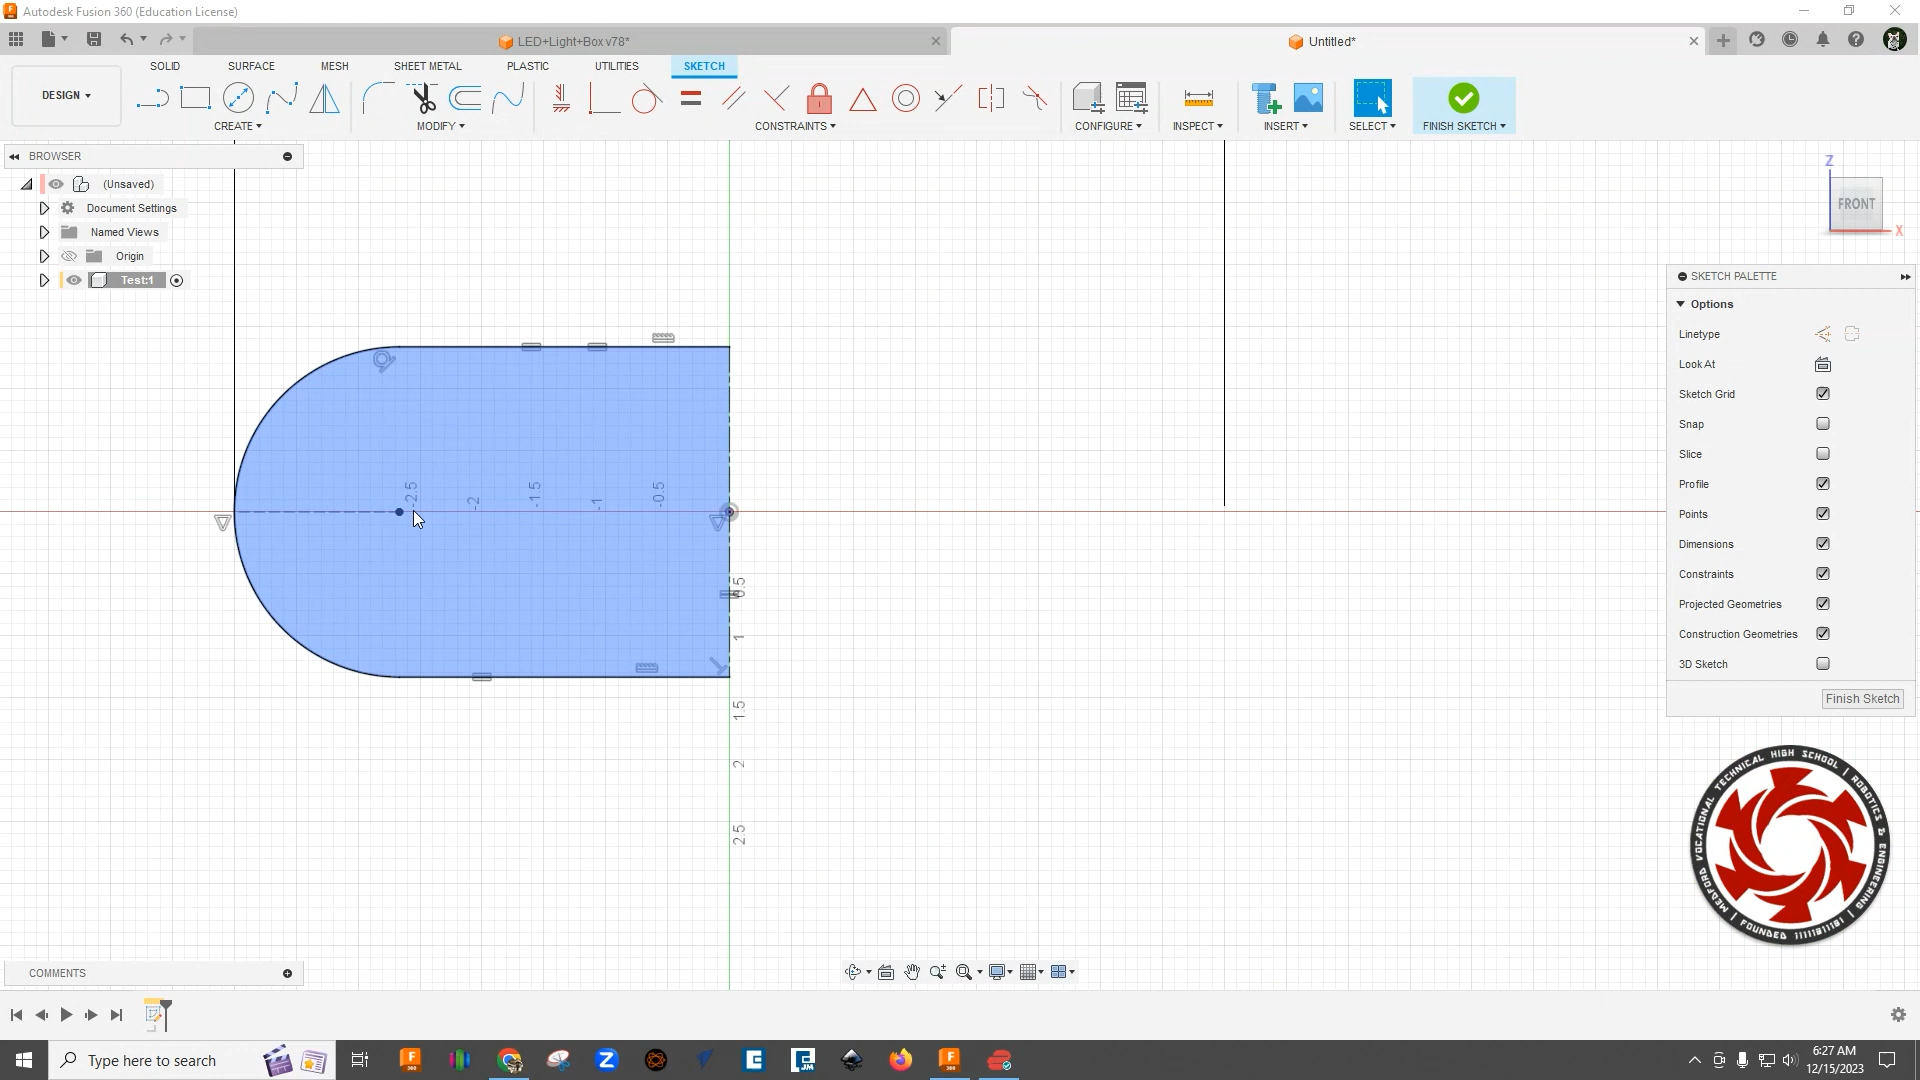 Autodesk Fusion 360 (Education License)
LED+Light+Box v78*
Untitled*
SOLID
SURFACE
MESH
SHEET METAL
PLASTIC
UTILITIES
SKETCH
DESIGN
CREATE
MODIFY
CONSTRAINTS
CONFIGURE
INSPECT
INSERT
SELECT
FINISH SKETCH
BROWSER
(Unsaved)
Document Settings
Named Views
Origin
Test:1
Z
FRONT
X
SKETCH PALETTE
Options
Linetype
Look At
Sketch Grid
Snap
Slice
Profile
Points
Dimensions
Constraints
Projected Geometries
Construction Geometries
3D Sketch
Finish Sketch
-2.5
-2
-1.5
-1
-0.5
0.5
1
1.5
2
2.5
MEDFORD VOCATIONAL TECHNICAL HIGH SCHOOL | ROBOTICS & ENGINEERING
| FOUNDED 11111011101 |
COMMENTS
Type here to search
6:27 AM
12/15/2023